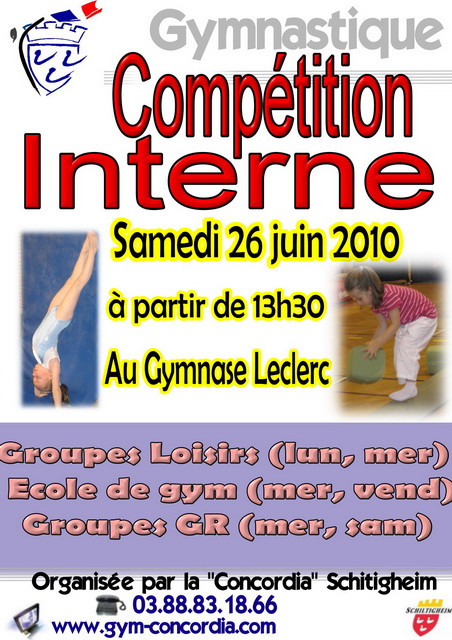 Gymnastique
Compétition
Interne
Samedi 26 juin 2010
à partir de 13h30
Au Gymnase Leclerc
Groupes Loisirs (lun, mer)
Ecole de gym (mer, vend)
Groupes GR (mer, sam)
Organisée par la "Concordia" Schitigheim
03.88.83.18.66
www.gym-concordia.com
SCHILTIGHEIM